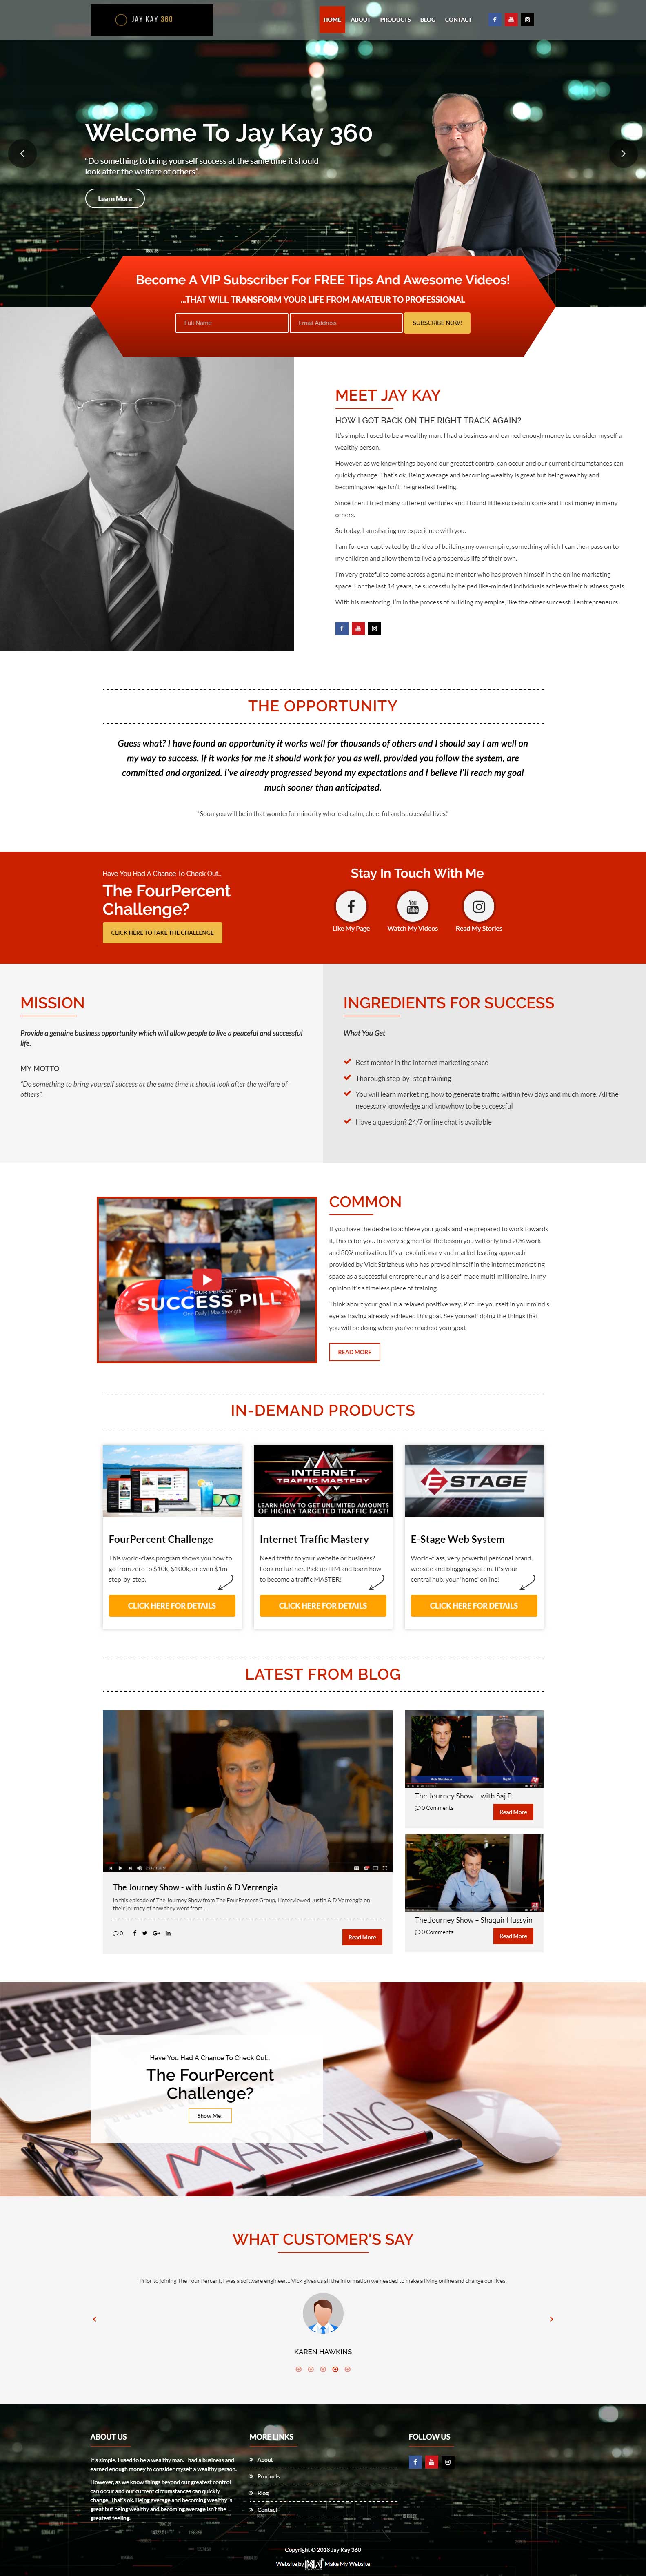 JAY KAY 360
HOME ABOUT PRODUCTS BLOG CONTACT
Welcome To Jay Kay 360
"Do something to bring yourself success at the same time it should
look after the welfare of others".
Learn More
Become A VIP Subscriber For FREE Tips And Awesome Videos!
...THAT WILL TRANSFORM YOUR LIFE FROM AMATEUR TO PROFESSIONAL
Full Name Email Address SUBSCRIBE NOW!
MEET JAY KAY
HOW I GOT BACK ON THE RIGHT TRACK AGAIN?
It's simple, I used to be a wealthy man. I had a business and earned enough money to consider myself a
wealthy person.
However, as we know things beyond our greatest control can occur and our current circumstances can
quickly change, That's ok. Being average and becoming wealthy is great but being wealthy and
becoming average isn't the greatest feeling.
Since then I tried many different ventures and I found little success in some and I lost money in many
others.
So today, I am sharing my experience with you.
I am forever captivated by the idea of building my own empire, something which I can then pass on to
my children and allow them to live a prosperous life of their own.
I'm very grateful to come across a genuine mentor who has proven himself in the online marketing
space. For the last 14 years, he successfully helped like-minded individuals achieve their business goals.
With his mentoring, I'm in the process of building my empire, like the other successful entrepreneurs.
THE OPPORTUNITY
Guess what? I have found an opportunity it works well for thousands of others and I should say I am well on
my way to success. If it works for me it should work for you as well, provided you follow the system, are
committed and organized. I've already progressed beyond my expectations and I believe I'll reach my goal
much sooner than anticipated.
"Soon you will be in that wonderful minority who lead calm, cheerful and successful lives."
Have You Had A Chance To Check Out..
The FourPercent
Challenge?
CLICK HERE TO TAKE THE CHALLENGE
Stay In Touch With Me
You Tube
Like My Page Watch My Videos Read My Stories
MISSION
Provide a genuine business opportunity which will allow people to live a peaceful and successful
life.
MY MOTTO
"Do something to bring yourself success at the same time it should look after the welfare of
others".
INGREDIENTS FOR SUCCESS
What You Get
Best mentor in the internet marketing space
Thorough step-by- step training
You will learn marketing, how to generate traffic within few days and much more. All the
necessary knowledge and knowhow to be successful
Have a question? 24/7 online chat is available
FOUR PERCENT
SUCCESS PILL
One Daily | Max Strength
COMMON
If you have the desire to achieve your goals and are prepared to work towards
it, this is for you. In every segment of the lesson you will only find 20% work
and 80% motivation. It's a revolutionary and market leading approach
provided by Vick Strizheus who has proved himself in the internet marketing
space as a successful entrepreneur and is a self-made multi-millionaire. In my
opinion it's a timeless piece of training.
Think about your goal in a relaxed positive way. Picture yourself in your mind's
eye as having already achieved this goal. See yourself doing the things that
you will be doing when you've reached your goal.
READ MORE
IN-DEMAND PRODUCTS
INTERNET
TRAFFIC MASTERY
LEARN HOW TO GET UNLIMITED AMOUNTS
OF HIGHLY TARGETED TRAFFIC FAST!
E-STAGE
FourPercent Challenge
This world-class program shows you how to
go from zero to $10k, $100k, or even $1m
step-by-step.
CLICK HERE FOR DETAILS
Internet Traffic Mastery
Need traffic to your website or business?
Look no further. Pick up ITM and learn how
to become a traffic MASTER!
CLICK HERE FOR DETAILS
E-Stage Web System
World-class, very powerful personal brand,
website and blogging system. It's your
central hub, your 'home' online!
CLICK HERE FOR DETAILS
LATEST FROM BLOG
The Journey Show - with Justin & D Verrengia
In this episode of The Journey Show from The FourPercent Group, I interviewed Justin & D Verrengia on
their journey of how they went from...
0
Read More
Vick Strizheus Saj P.
The Journey Show – with Saj P.
0 Comments
Read More
The Journey Show – Shaquir Hussyin
0 Comments
Read More
MARKETING
Have You Had A Chance To Check Out..
The FourPercent
Challenge?
Show Me!
WHAT CUSTOMER'S SAY
Prior to joining The Four Percent, I was a software engineer.... Vick gives us all the information we needed to make a living online and change our lives.
KAREN HAWKINS
ABOUT US
It's simple. I used to be a wealthy man. I had a business and
earned enough money to consider myself a wealthy person.
However, as we know things beyond our greatest control
can occur and our current circumstances can quickly
change, That's ok. Being average and becoming wealthy is
great but being wealthy and becoming average isn't the
greatest feeling.
MORE LINKS
About
Products
Blog
Contact
FOLLOW US
Copyright © 2018 Jay Kay 360
Website by Make My Website